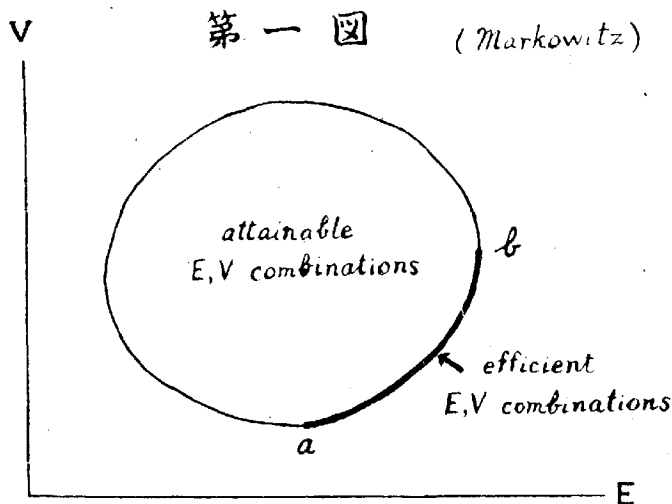 第一図 (Markowitz)
V
attainable
E,V combinations
b
efficient
E,V combinations
a
E